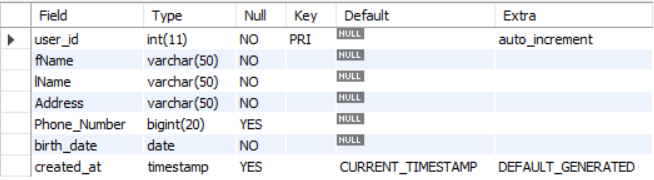 Field Type Null Key Default Extra
user_id int(11) NO PRI NULL auto_increment
fName varchar(50) NO NULL
lName varchar(50) NO NULL
Address varchar(50) NO NULL
Phone_Number bigint(20) YES NULL
birth_date date NO NULL
created_at timestamp YES CURRENT_TIMESTAMP DEFAULT_GENERATED